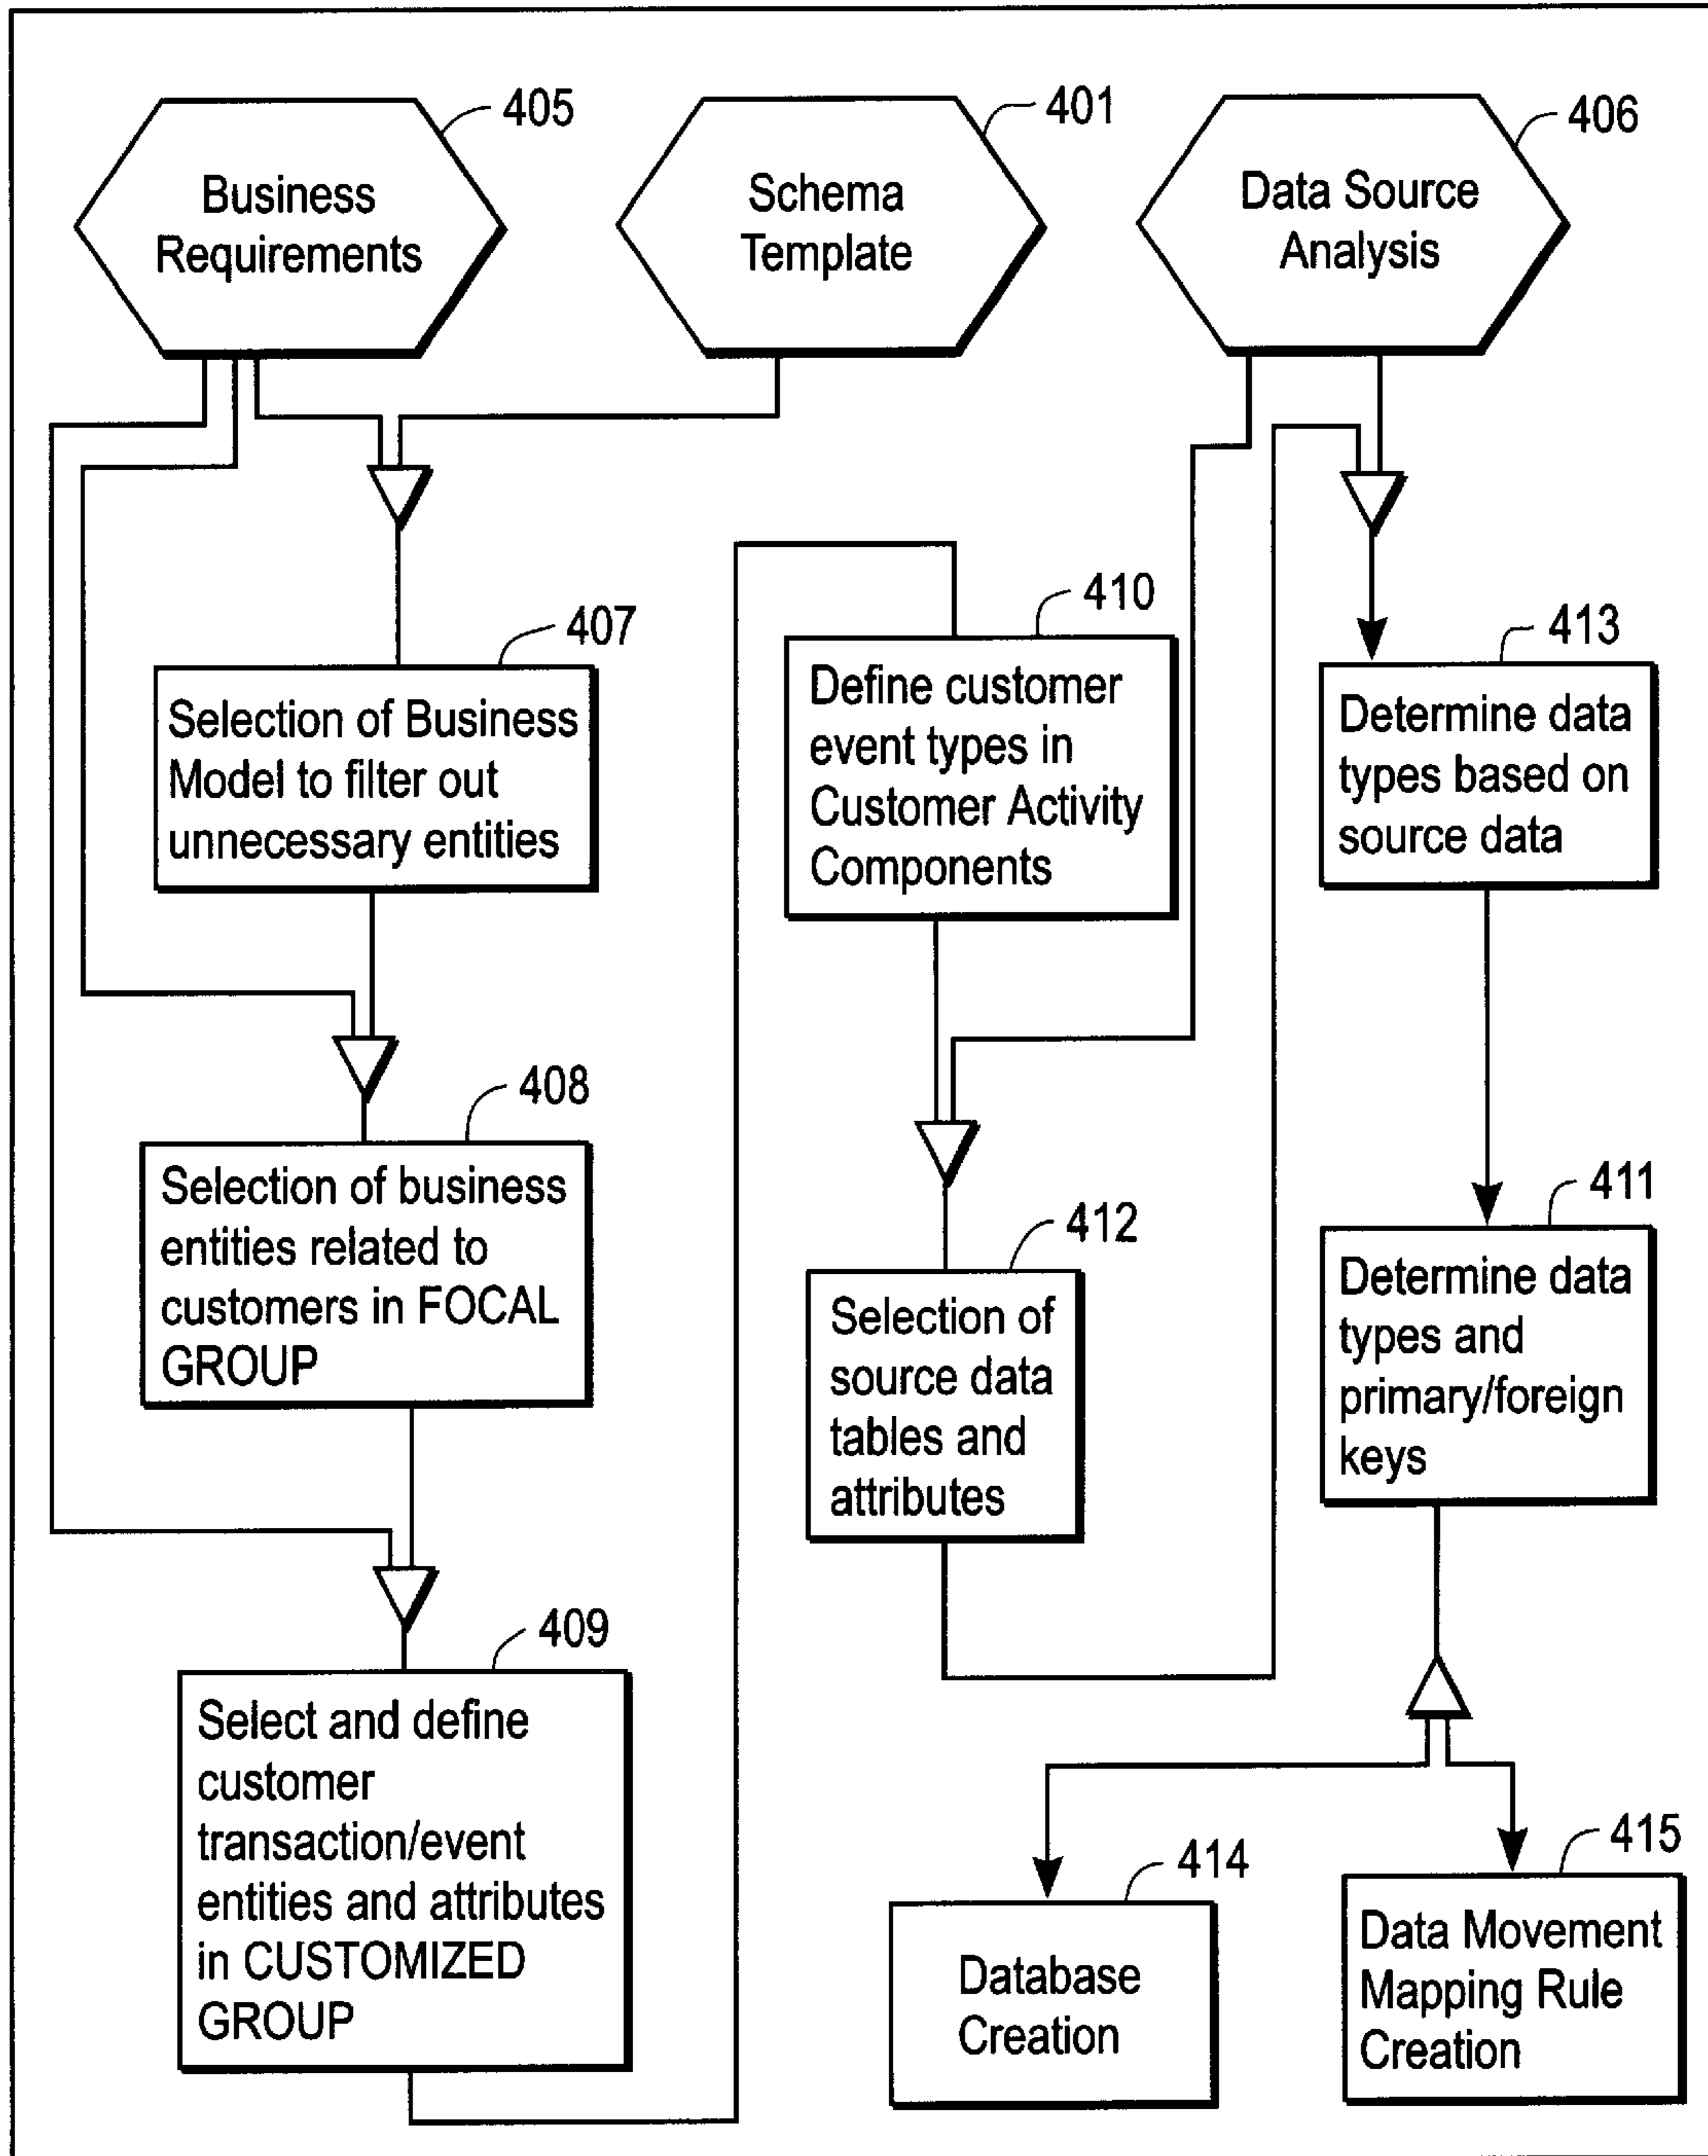 405
Business
Requirements
401
Schema
Template
406
Data Source
Analysis
407
Selection of Business
Model to filter out
unnecessary entities
408
Selection of business
entities related to
customers in FOCAL
GROUP
409
Select and define
customer
transaction/event
entities and attributes
in CUSTOMIZED
GROUP
410
Define customer
event types in
Customer Activity
Components
412
Selection of
source data
tables and
attributes
413
Determine data
types based on
source data
411
Determine data
types and
primary/foreign
keys
414
Database
Creation
415
Data Movement
Mapping Rule
Creation